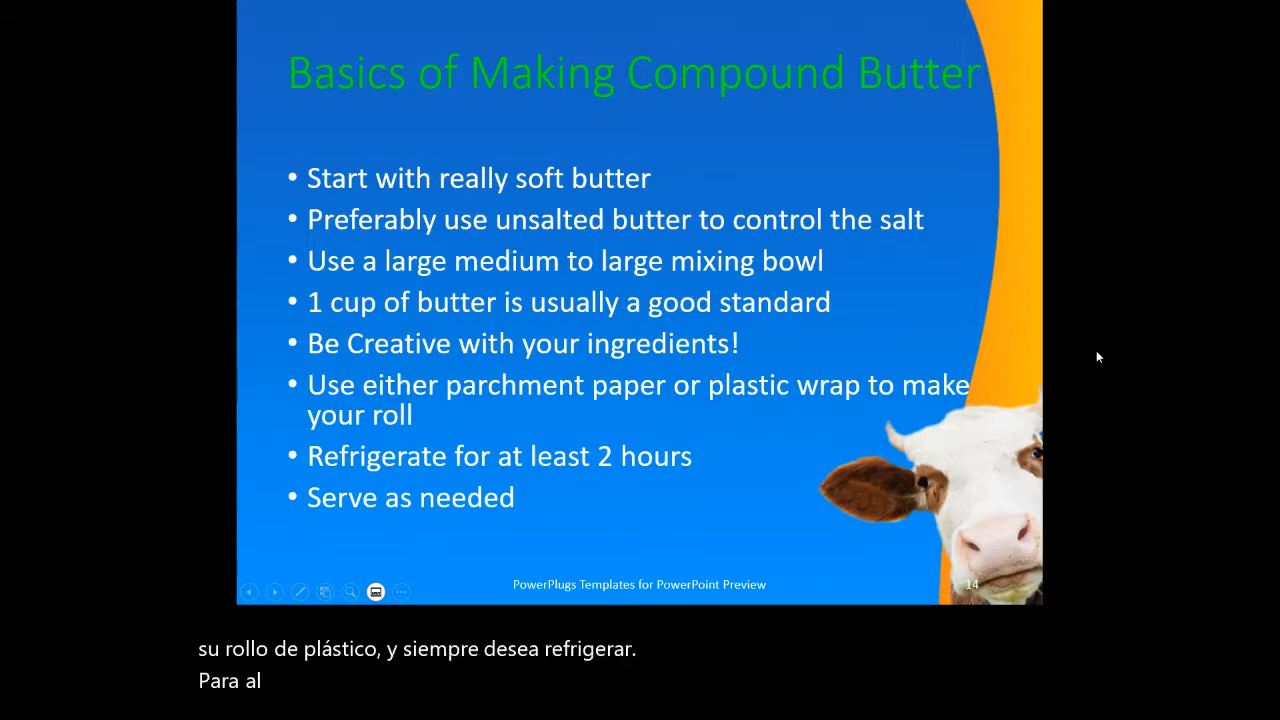 Basics of Making Compound Butter
• Start with really soft butter
• Preferably use unsalted butter to control the salt
• Use a large medium to large mixing bowl
• 1 cup of butter is usually a good standard
• Be Creative with your ingredients!
• Use either parchment paper or plastic wrap to make
your roll
• Refrigerate for at least 2 hours
• Serve as needed
PowerPlugs Templates for PowerPoint Preview
14
su rollo de plástico, y siempre desea refrigerar.
Para al